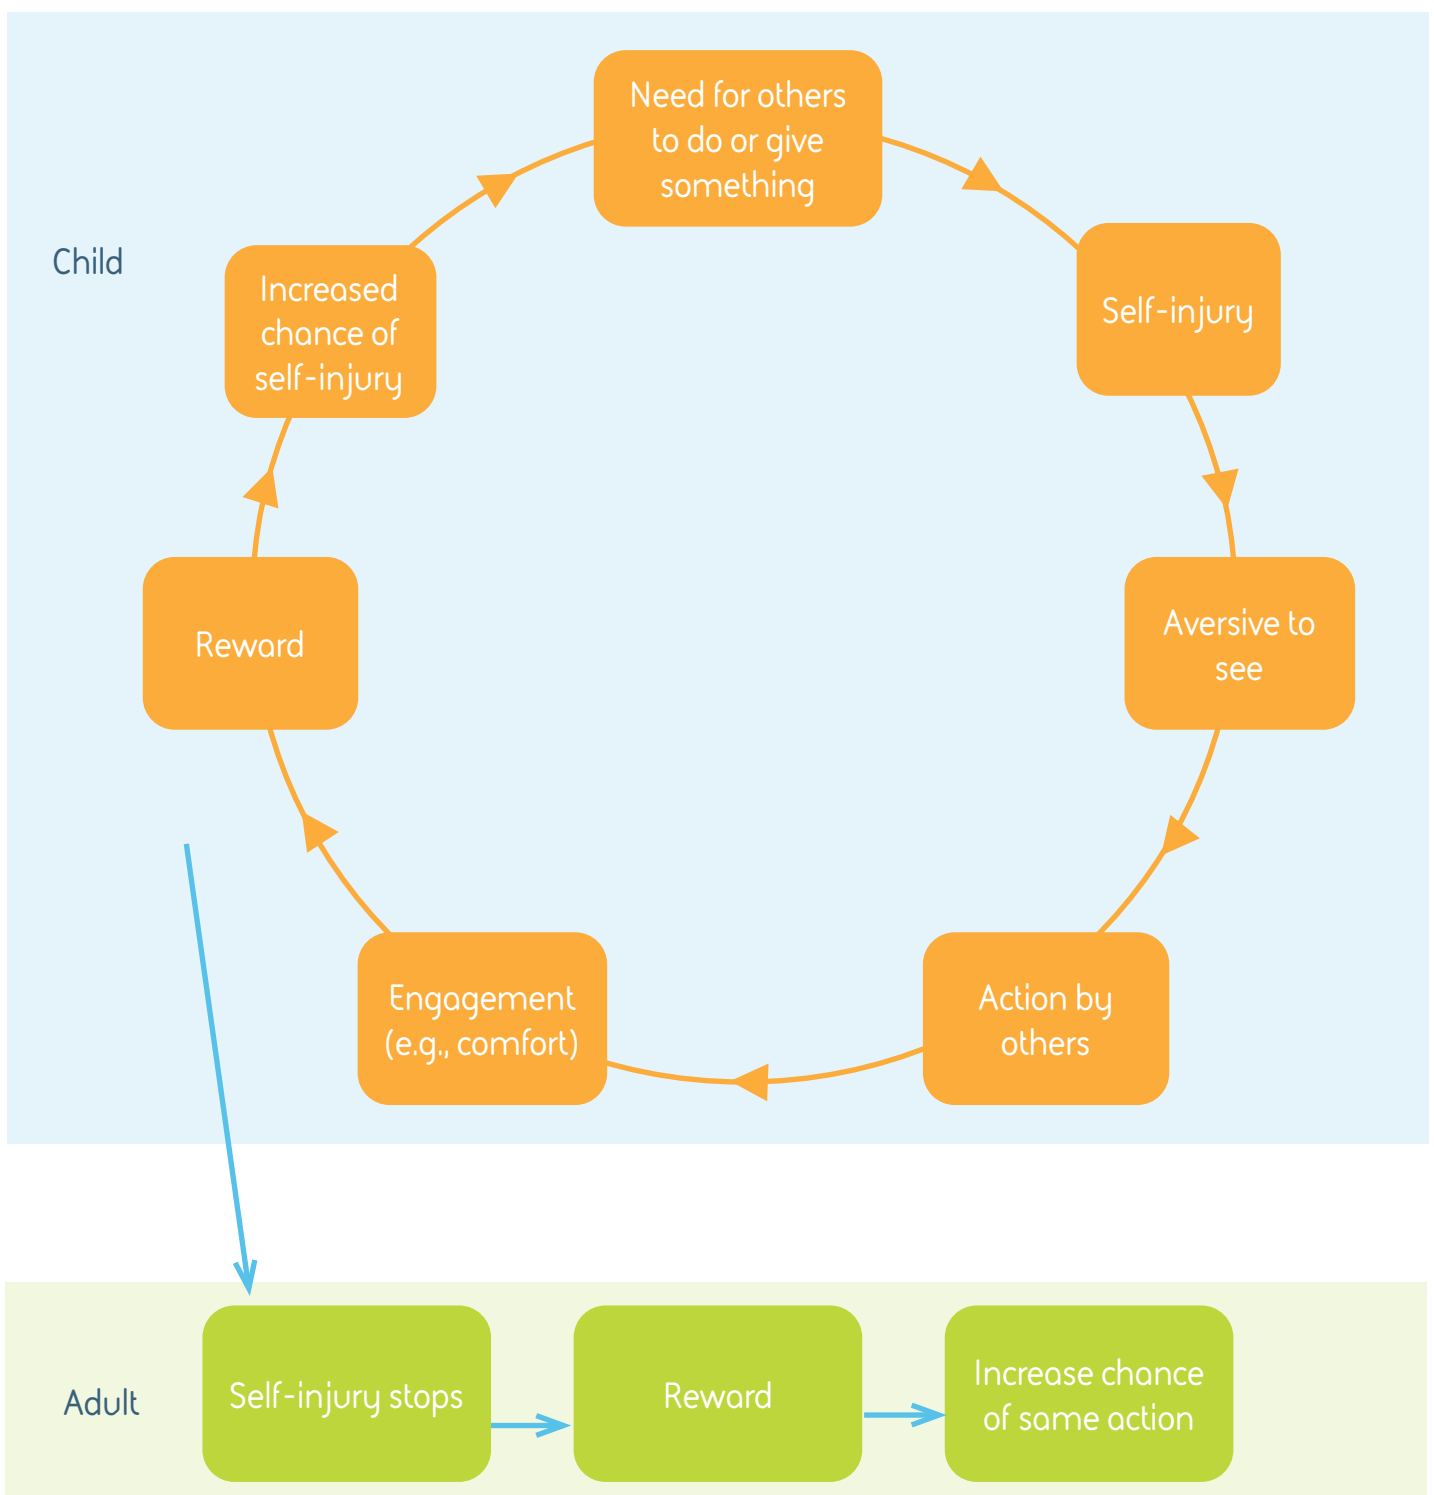 Child
Need for others
to do or give
something
Self-injury
Aversive to
see
Action by
others
Engagement
(e.g., comfort)
Reward
Increased
chance of
self-injury
Adult
Self-injury stops
Reward
Increase chance
of same action